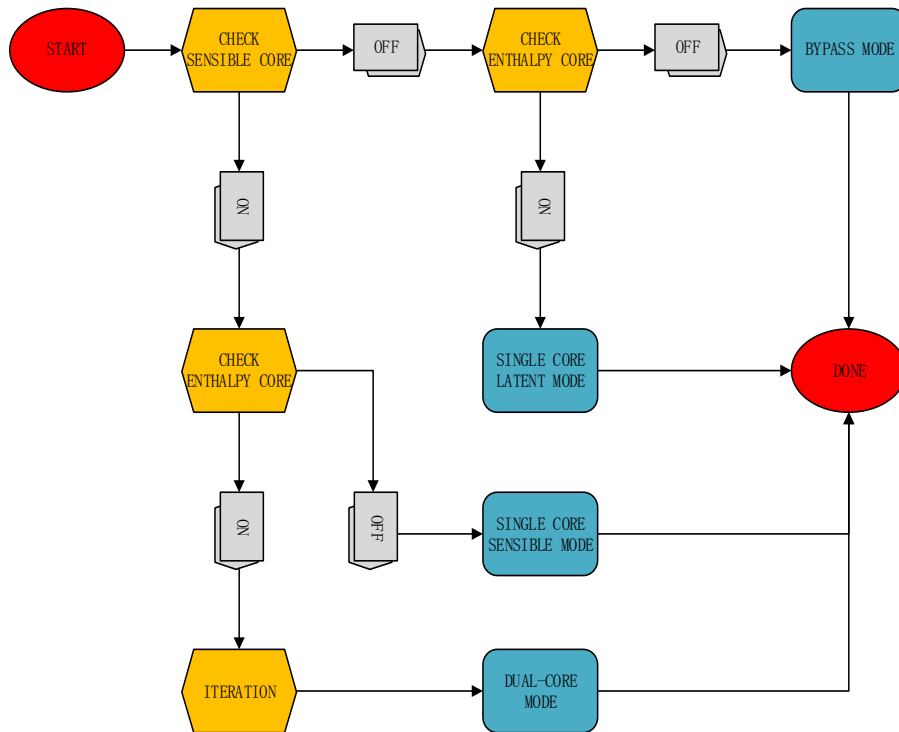 START
CHECK
SENSIBLE CORE
OFF
CHECK
ENTHALPY CORE
OFF
BYPASS MODE
ON
ON
CHECK
ENTHALPY CORE
SINGLE CORE
LATENT MODE
DONE
ON
OFF
SINGLE CORE
SENSIBLE MODE
ITERATION
DUAL-CORE
MODE